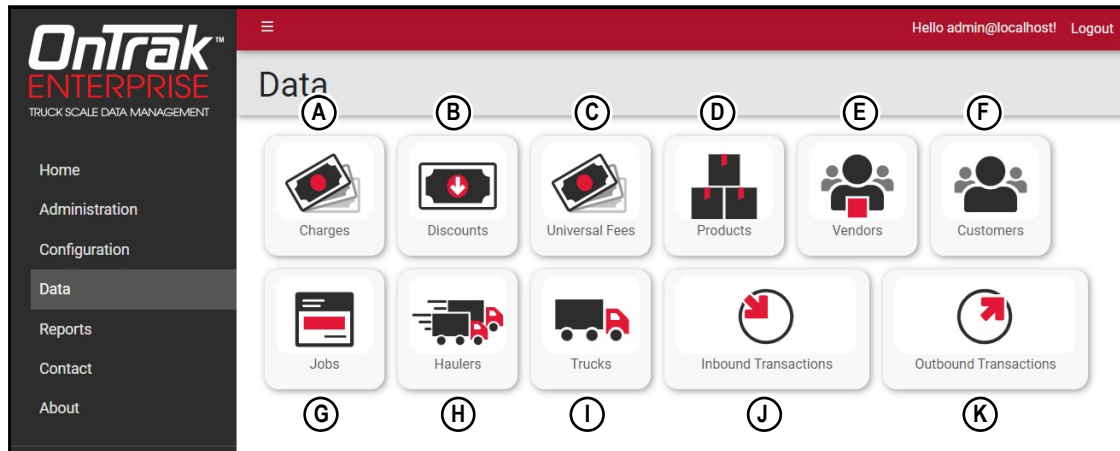 OnTrak™
ENTERPRISE
TRUCK SCALE DATA MANAGEMENT
Home
Administration
Configuration
Data
Reports
Contact
About
Hello admin@localhost! Logout
Data
A B C D E F
Charges Discounts Universal Fees Products Vendors Customers
Jobs Haulers Trucks Inbound Transactions Outbound Transactions
G H I J K